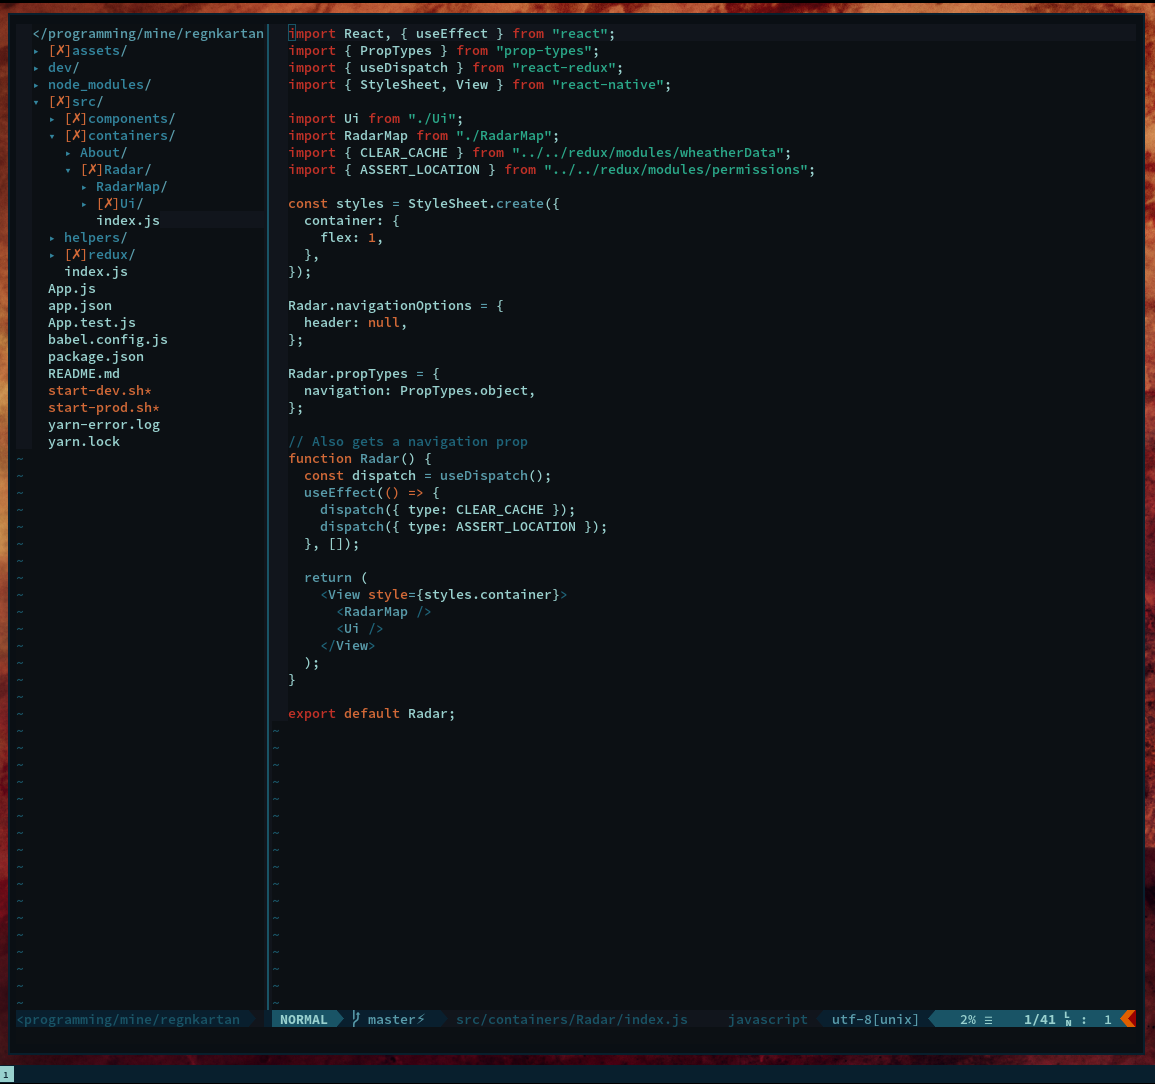 </programming/mine/regnkartan
▸ [✗]assets/
▸ dev/
▸ node_modules/
▾ [✗]src/
▸ [✗]components/
▾ [✗]containers/
▸ About/
▾ [✗]Radar/
▸ RadarMap/
▸ [✗]Ui/
index.js
▸ helpers/
▸ [✗]redux/
index.js
App.js
app.json
App.test.js
babel.config.js
package.json
README.md
start-dev.sh*
start-prod.sh*
yarn-error.log
yarn.lock
import React, { useEffect } from "react";
import { PropTypes } from "prop-types";
import { useDispatch } from "react-redux";
import { StyleSheet, View } from "react-native";

import Ui from "./Ui";
import RadarMap from "./RadarMap";
import { CLEAR_CACHE } from "../../redux/modules/wheatherData";
import { ASSERT_LOCATION } from "../../redux/modules/permissions";

const styles = StyleSheet.create({
  container: {
    flex: 1,
  },
});

Radar.navigationOptions = {
  header: null,
};

Radar.propTypes = {
  navigation: PropTypes.object,
};

// Also gets a navigation prop
function Radar() {
  const dispatch = useDispatch();
  useEffect(() => {
    dispatch({ type: CLEAR_CACHE });
    dispatch({ type: ASSERT_LOCATION });
  }, []);

  return (
    <View style={styles.container}>
      <RadarMap />
      <Ui />
    </View>
  );
}

export default Radar;
<programming/mine/regnkartan
NORMAL master⚡ src/containers/Radar/index.js javascript utf-8[unix] 2% ☰ 1/41 LN : 1
1